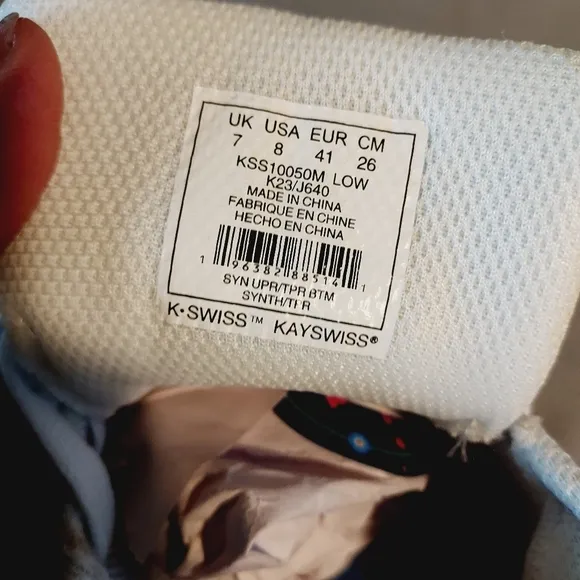 UK USA EUR CM
7 8 41 26
KSS10050M LOW
K23/J640
MADE IN CHINA
FABRIQUE EN CHINE
HECHO EN CHINA
1 96382 88514 1
SYN UPR/TPR BTM
SYNTH/TPR
K•SWISS™ KAYSWISS®